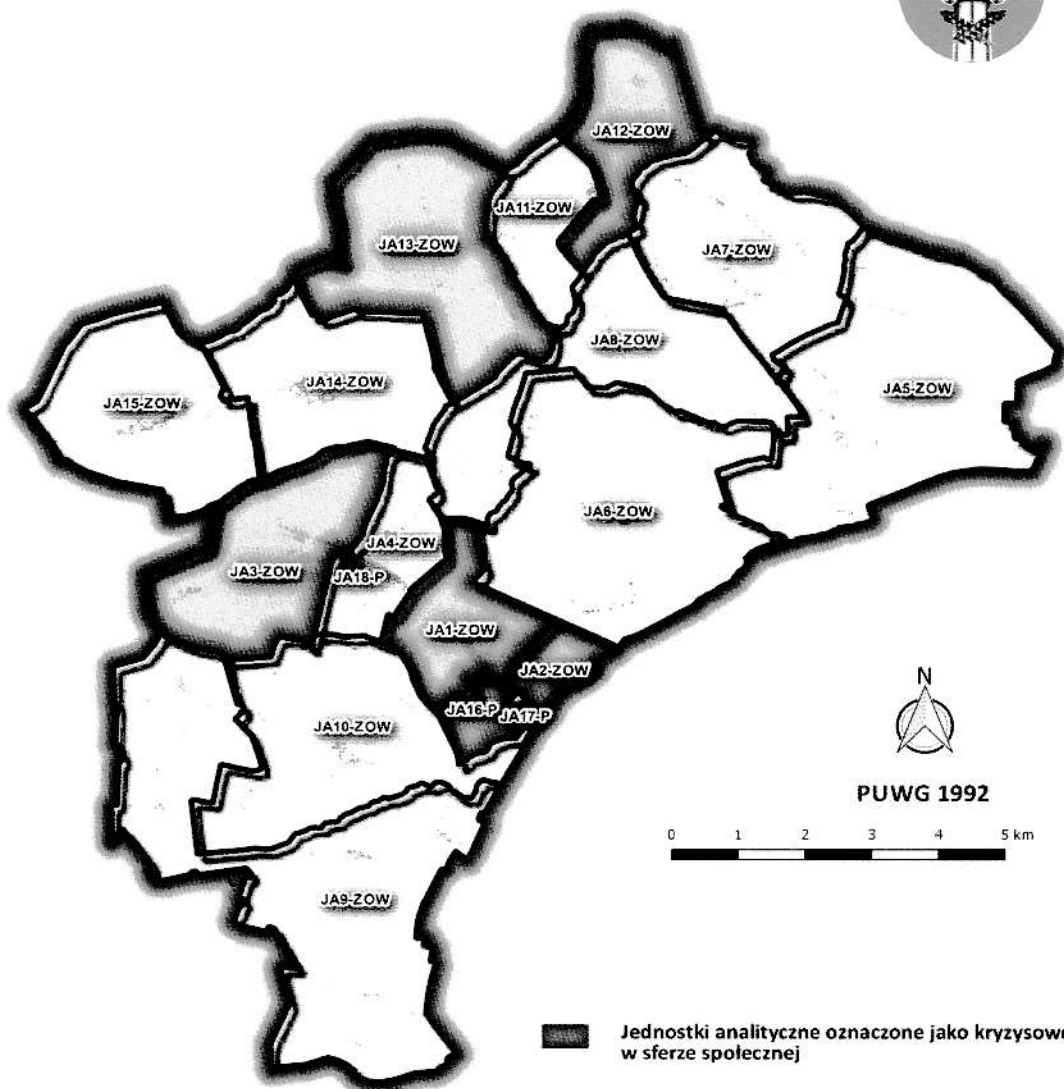 JA12-ZOW
JA11-ZOW
JA13-ZOW
JA7-ZOW
JA8-ZOW
JA14-ZOW
JA5-ZOW
JA15-ZOW
JA6-ZOW
JA4-ZOW
JA3-ZOW
JA18-P
JA1-ZOW
JA2-ZOW
JA16-P
JA17-P
JA10-ZOW
N
PUWG 1992
0 1 2 3 4 5 km
JA9-ZOW
Jednostki analityczne oznaczone jako kryzysowe
w sferze społecznej